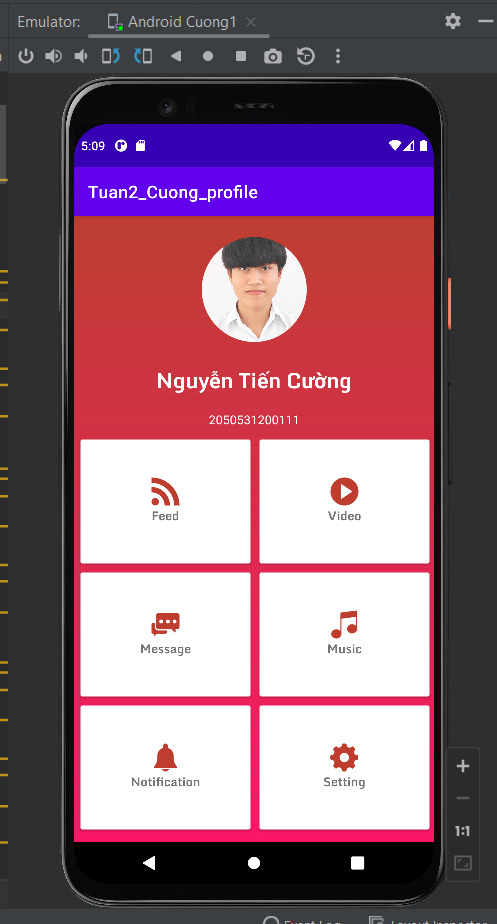 Emulator: Android Cuong1
5:09
Tuan2_Cuong_profile
Nguyễn Tiến Cường
2050531200111
Feed
Video
Message
Music
Notification
Setting
1:1
Event Log
Layout Inspector